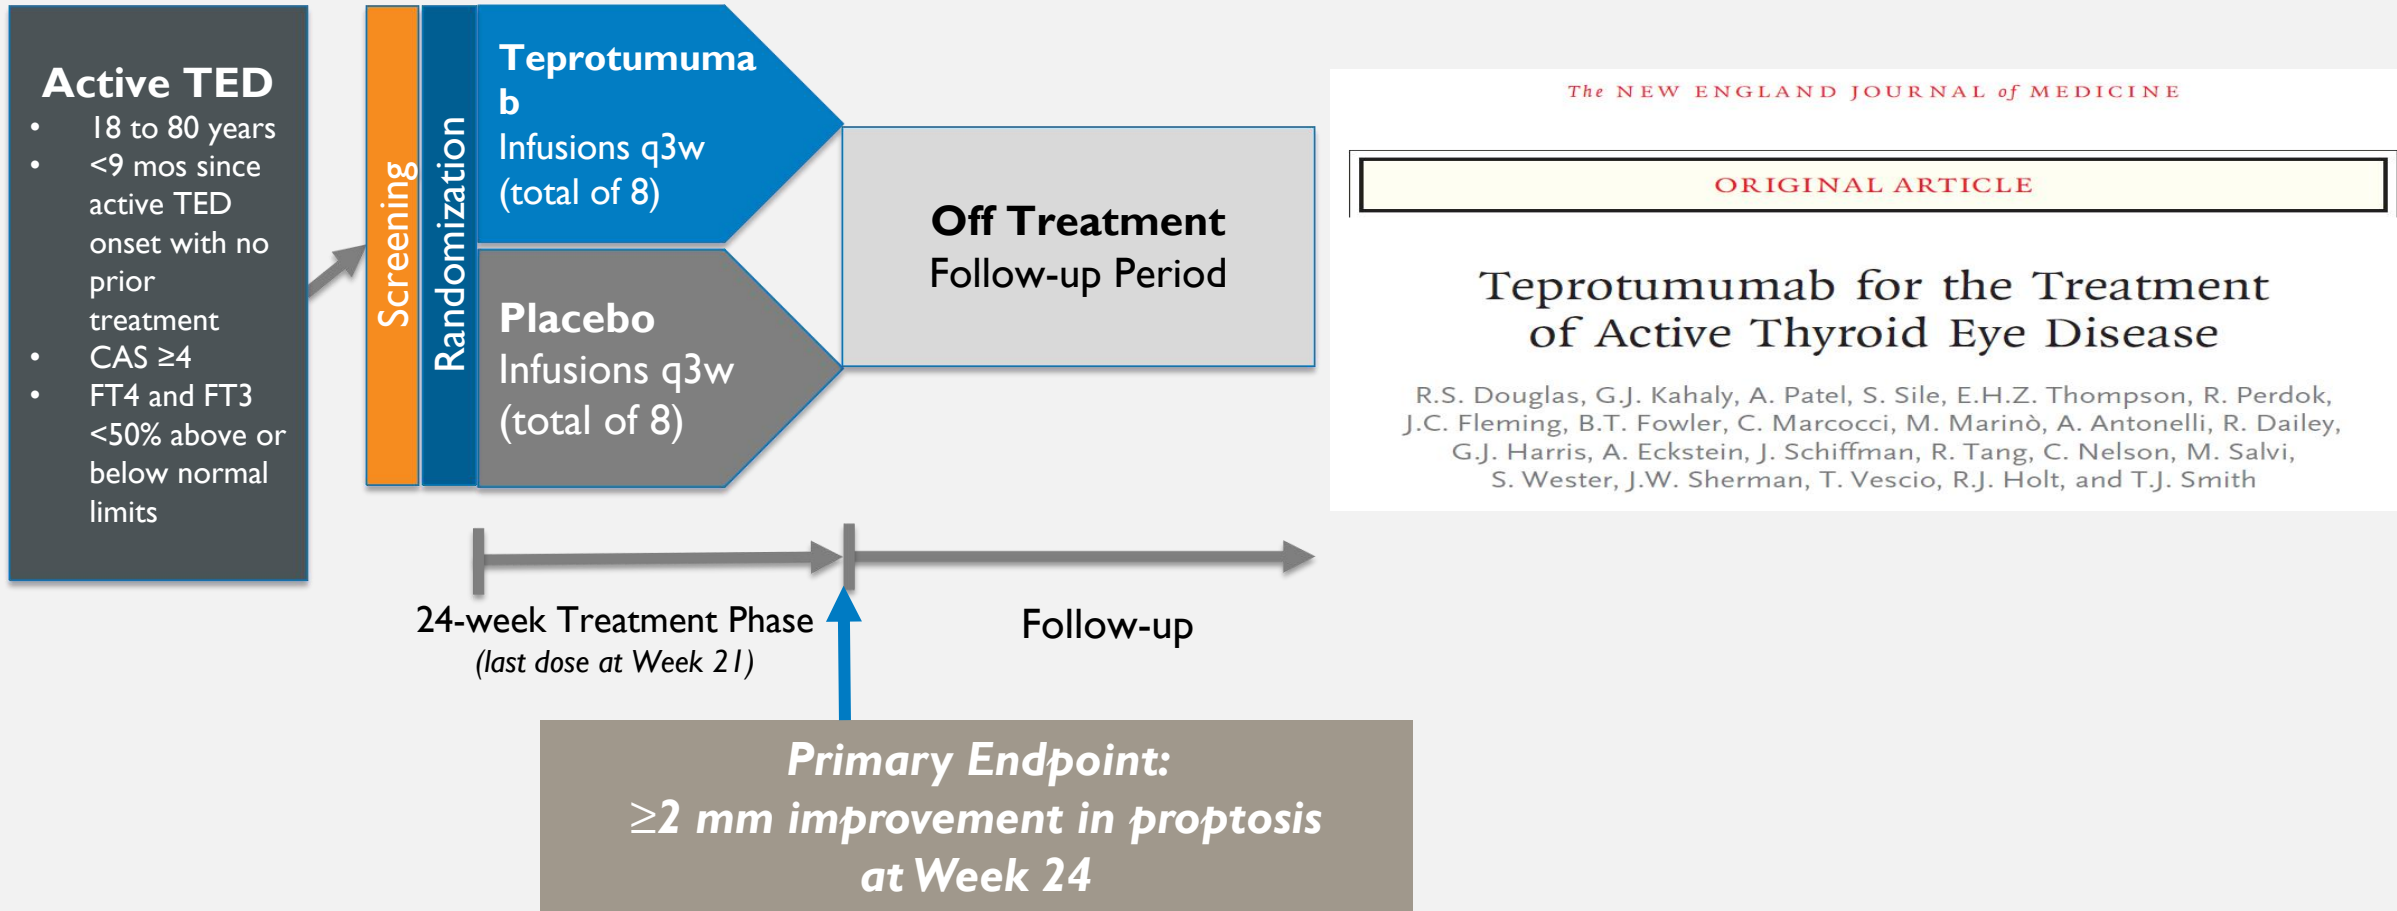 Active TED
• 18 to 80 years
• <9 mos since
active TED
onset with no
prior
treatment
• CAS ≥4
• FT4 and FT3
<50% above or
below normal
limits
Screening
Randomization
Teprotumuma
b
Infusions q3w
(total of 8)
Placebo
Infusions q3w
(total of 8)
Off Treatment
Follow-up Period
24-week Treatment Phase
(last dose at Week 21)
Follow-up
Primary Endpoint:
≥2 mm improvement in proptosis
at Week 24
The NEW ENGLAND JOURNAL of MEDICINE
ORIGINAL ARTICLE
Teprotumumab for the Treatment
of Active Thyroid Eye Disease
R.S. Douglas, G.J. Kahaly, A. Patel, S. Sile, E.H.Z. Thompson, R. Perdok,
J.C. Fleming, B.T. Fowler, C. Marcocci, M. Marinò, A. Antonelli, R. Dailey,
G.J. Harris, A. Eckstein, J. Schiffman, R. Tang, C. Nelson, M. Salvi,
S. Wester, J.W. Sherman, T. Vescio, R.J. Holt, and T.J. Smith